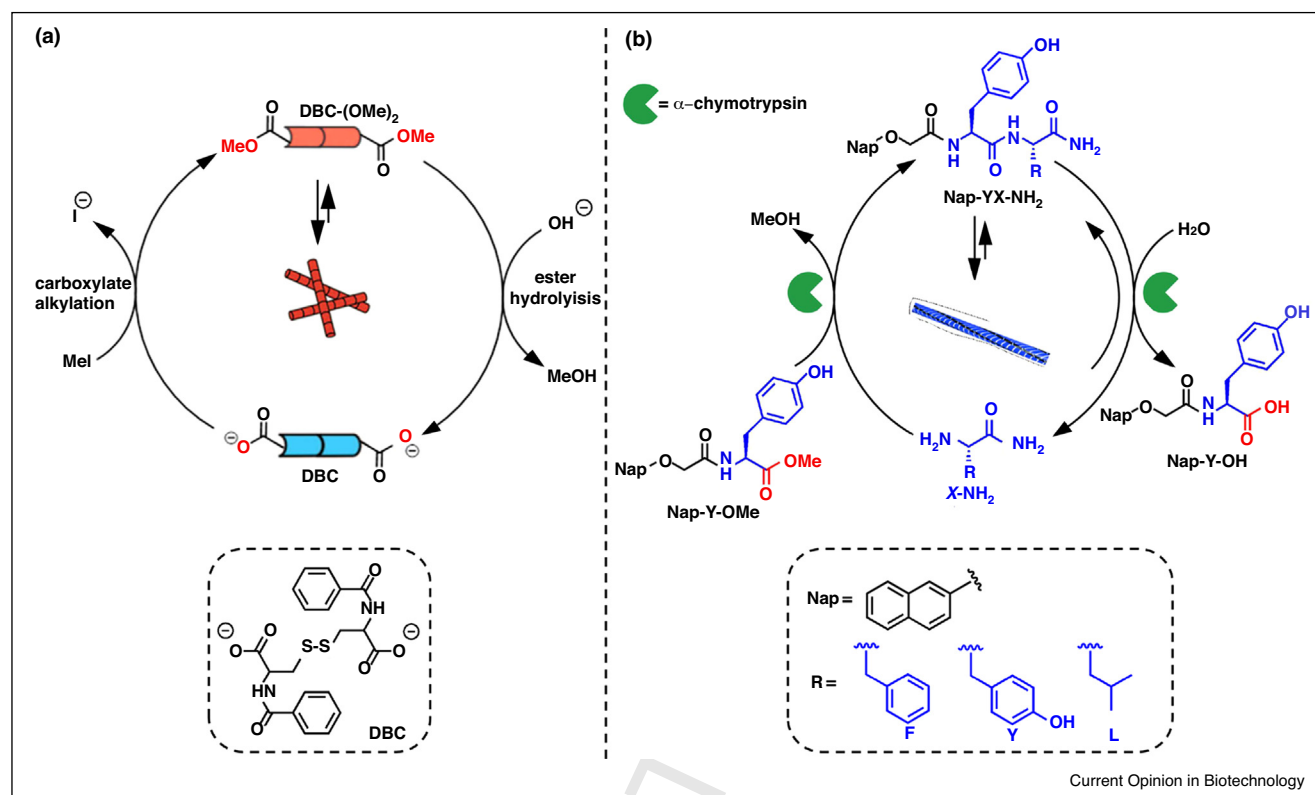 (a)
DBC-(OMe)2
MeO
O
O
OMe
I⊖
carboxylate
alkylation
MeI
OH⊖
ester
hydrolyisis
MeOH
⊖O
O
O
O⊖
DBC
O
NH
⊖O
O
S-S
O
O⊖
NH
O
DBC
(b)
= α–chymotrypsin
OH
Nap
O
O
N
H
H
N
O
O
NH2
R
Nap-YX-NH2
MeOH
H2O
OH
Nap
O
O
H
N
OMe
O
Nap-Y-OMe
H2N
O
NH2
R
X-NH2
OH
Nap
O
O
H
N
OH
O
Nap-Y-OH
Nap =
R =
F
OH
Y
L
Current Opinion in Biotechnology